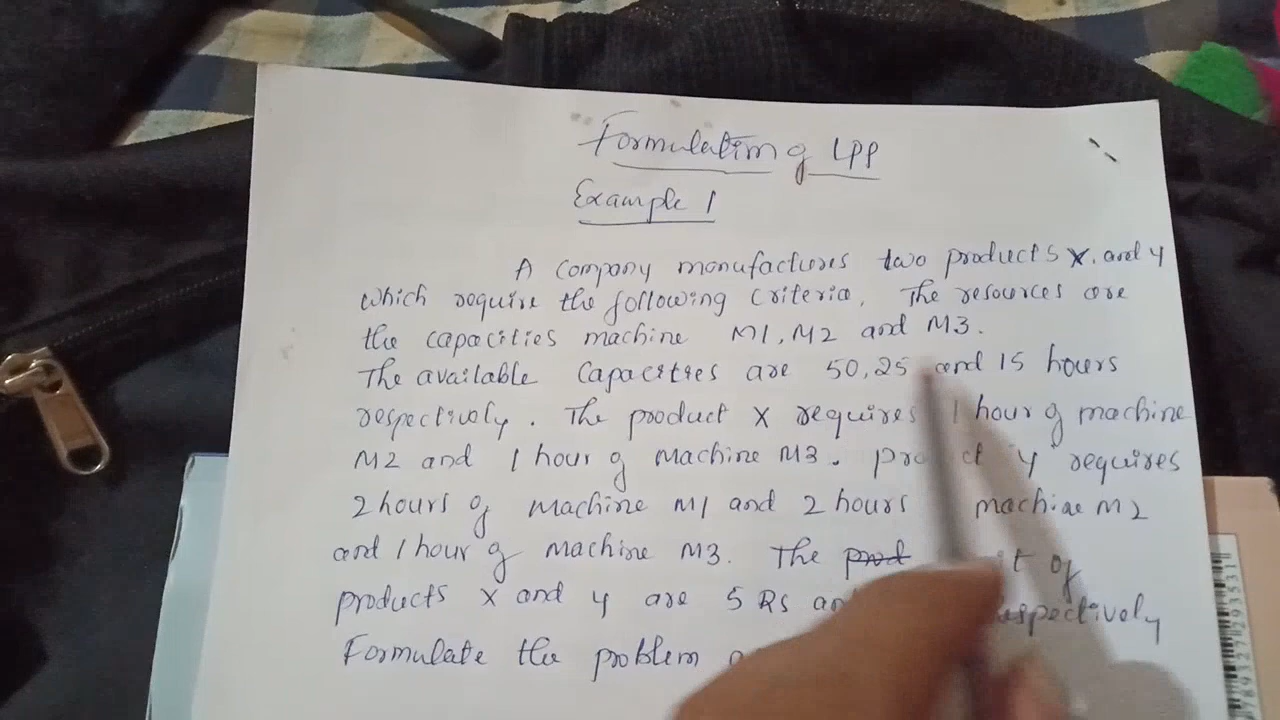 Formulation of LPP
Example 1
A company manufactures two products x, and y
which require the following criteria. The resources are
the capacities machine M1, M2 and M3.
The available capacities are 50, 25 and 15 hours
respectively. The product x requires 1 hour of machine
M2 and 1 hour of machine M3. product y requires
2 hours of machine M1 and 2 hours machine M2
and 1 hour of machine M3. The prod of
products x and y are 5 Rs respectively
Formulate the problem
7893272935331